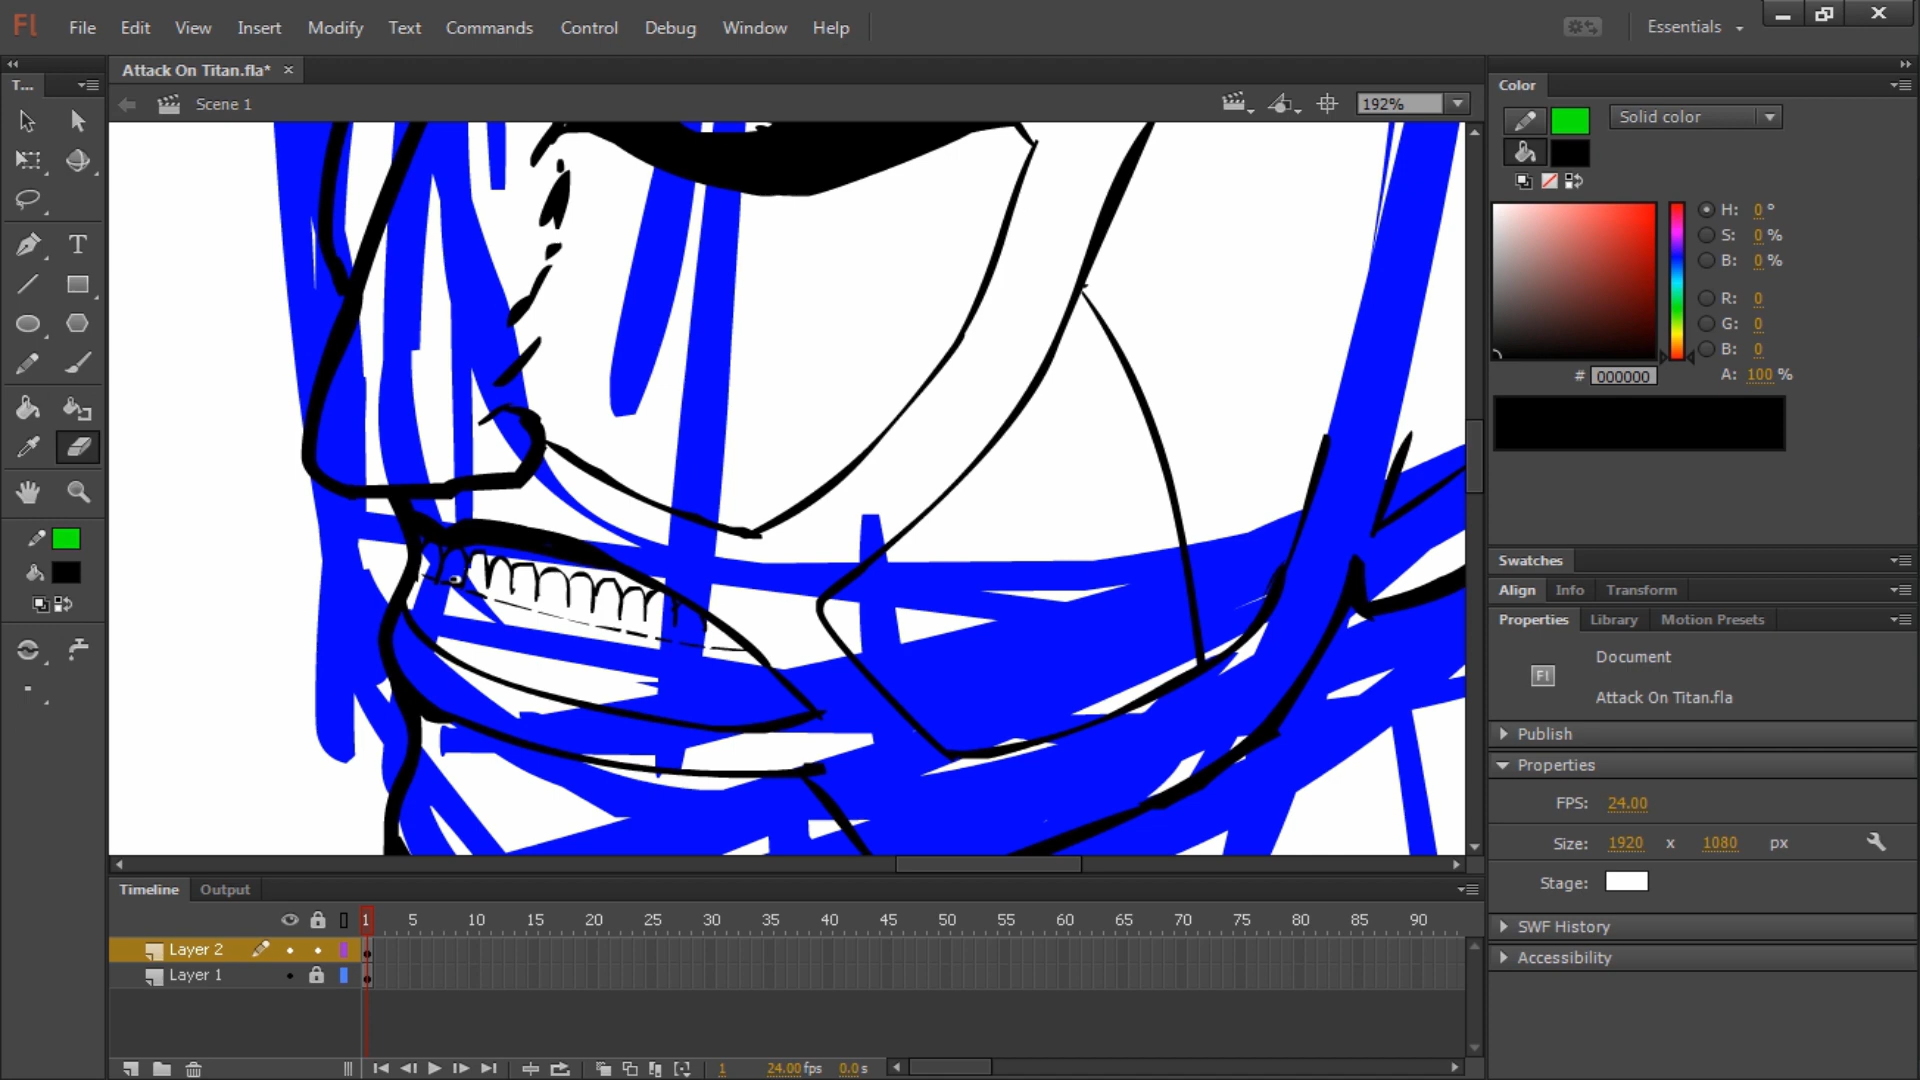 Fl File Edit View Insert Modify Text Commands Control Debug Window Help Essentials
Attack On Titan.fla*
T...
Scene 1
192%
Color
Solid color
H: 0 °
S: 0 %
B: 0 %
R: 0
G: 0
B: 0
# 000000
A: 100 %
Swatches
Align Info Transform
Properties Library Motion Presets
Document
Fl
Attack On Titan.fla
Publish
Properties
FPS: 24.00
Size: 1920 x 1080 px
Stage:
SWF History
Accessibility
Timeline Output
1 5 10 15 20 25 30 35 40 45 50 55 60 65 70 75 80 85 90
Layer 2
Layer 1
1 24.00 fps 0.0 s